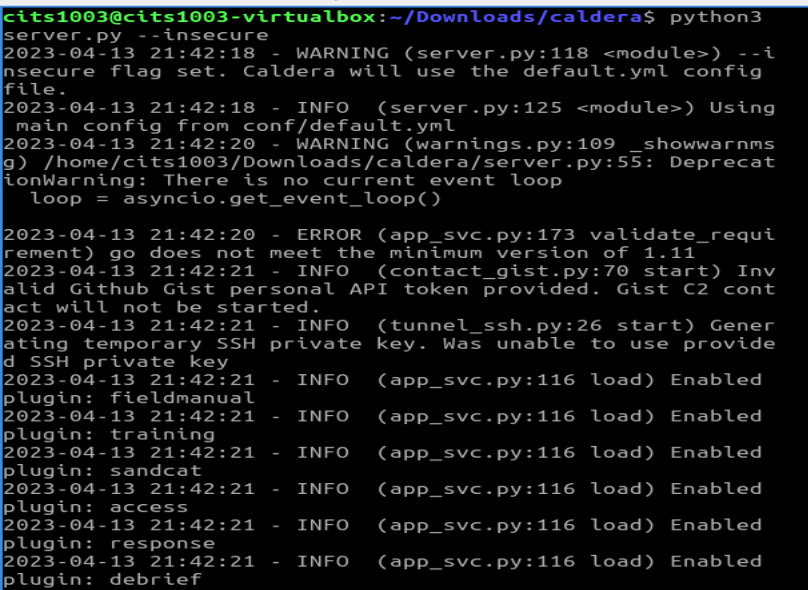 cits1003@cits1003-virtualbox:~/Downloads/caldera$ python3
server.py --insecure
2023-04-13 21:42:18 - WARNING (server.py:118 <module>) --i
nsecure flag set. Caldera will use the default.yml config
file.
2023-04-13 21:42:18 - INFO  (server.py:125 <module>) Using
 main config from conf/default.yml
2023-04-13 21:42:20 - WARNING (warnings.py:109 _showwarnms
g) /home/cits1003/Downloads/caldera/server.py:55: Deprecat
ionWarning: There is no current event loop
  loop = asyncio.get_event_loop()

2023-04-13 21:42:20 - ERROR (app_svc.py:173 validate_requi
rement) go does not meet the minimum version of 1.11
2023-04-13 21:42:21 - INFO  (contact_gist.py:70 start) Inv
alid Github Gist personal API token provided. Gist C2 cont
act will not be started.
2023-04-13 21:42:21 - INFO  (tunnel_ssh.py:26 start) Gener
ating temporary SSH private key. Was unable to use provide
d SSH private key
2023-04-13 21:42:21 - INFO  (app_svc.py:116 load) Enabled
plugin: fieldmanual
2023-04-13 21:42:21 - INFO  (app_svc.py:116 load) Enabled
plugin: training
2023-04-13 21:42:21 - INFO  (app_svc.py:116 load) Enabled
plugin: sandcat
2023-04-13 21:42:21 - INFO  (app_svc.py:116 load) Enabled
plugin: access
2023-04-13 21:42:21 - INFO  (app_svc.py:116 load) Enabled
plugin: response
2023-04-13 21:42:21 - INFO  (app_svc.py:116 load) Enabled
plugin: debrief